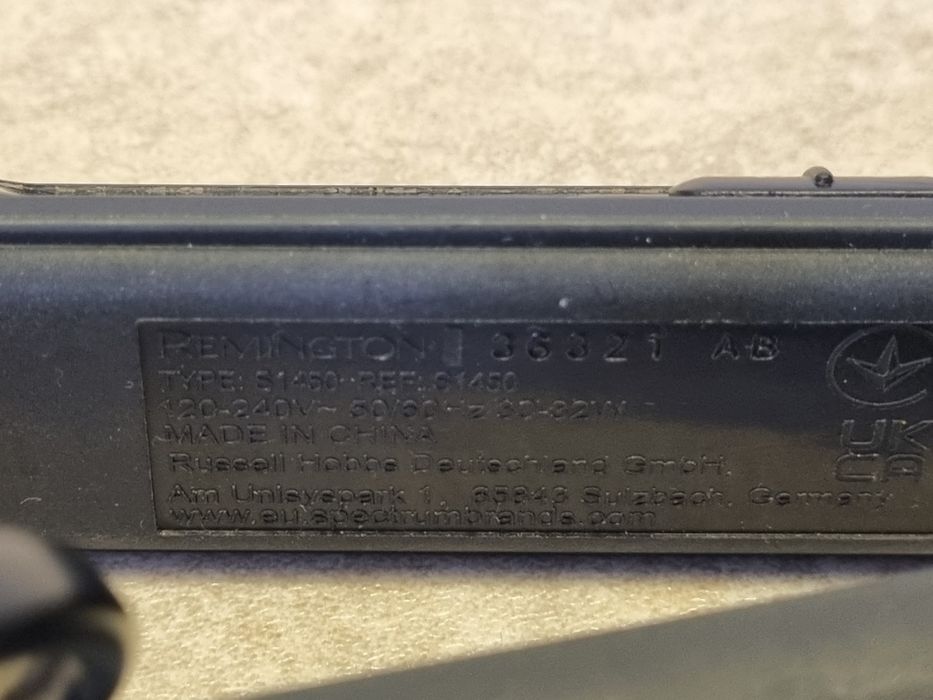 REMINGTON 36321 AB
TYPE: S1450 REF: S1450
120-240V~ 50/60Hz 30-32W
MADE IN CHINA
Russell Hobbs Deutschland GmbH,
Am Unisyspark 1, 65843 Sulzbach, Germany
www.eu.spectrumbrands.com
UK
CA